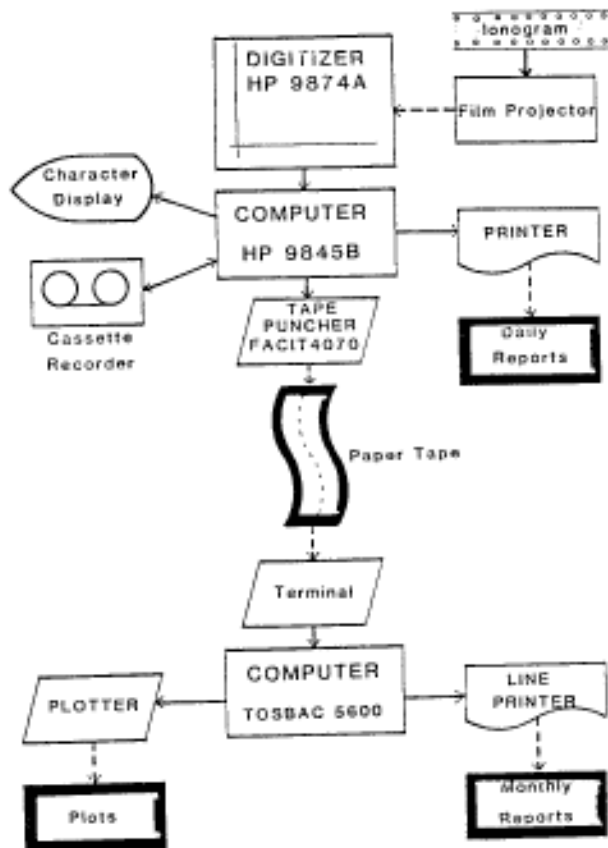 Ionogram
DIGITIZER
HP 9874A
Film Projector
Character
Display
COMPUTER
HP 9845B
PRINTER
Cassette
Recorder
TAPE
PUNCHER
FACIT4070
Daily
Reports
Paper Tape
Terminal
COMPUTER
TOSBAC 5600
PLOTTER
LINE
PRINTER
Plots
Monthly
Reports